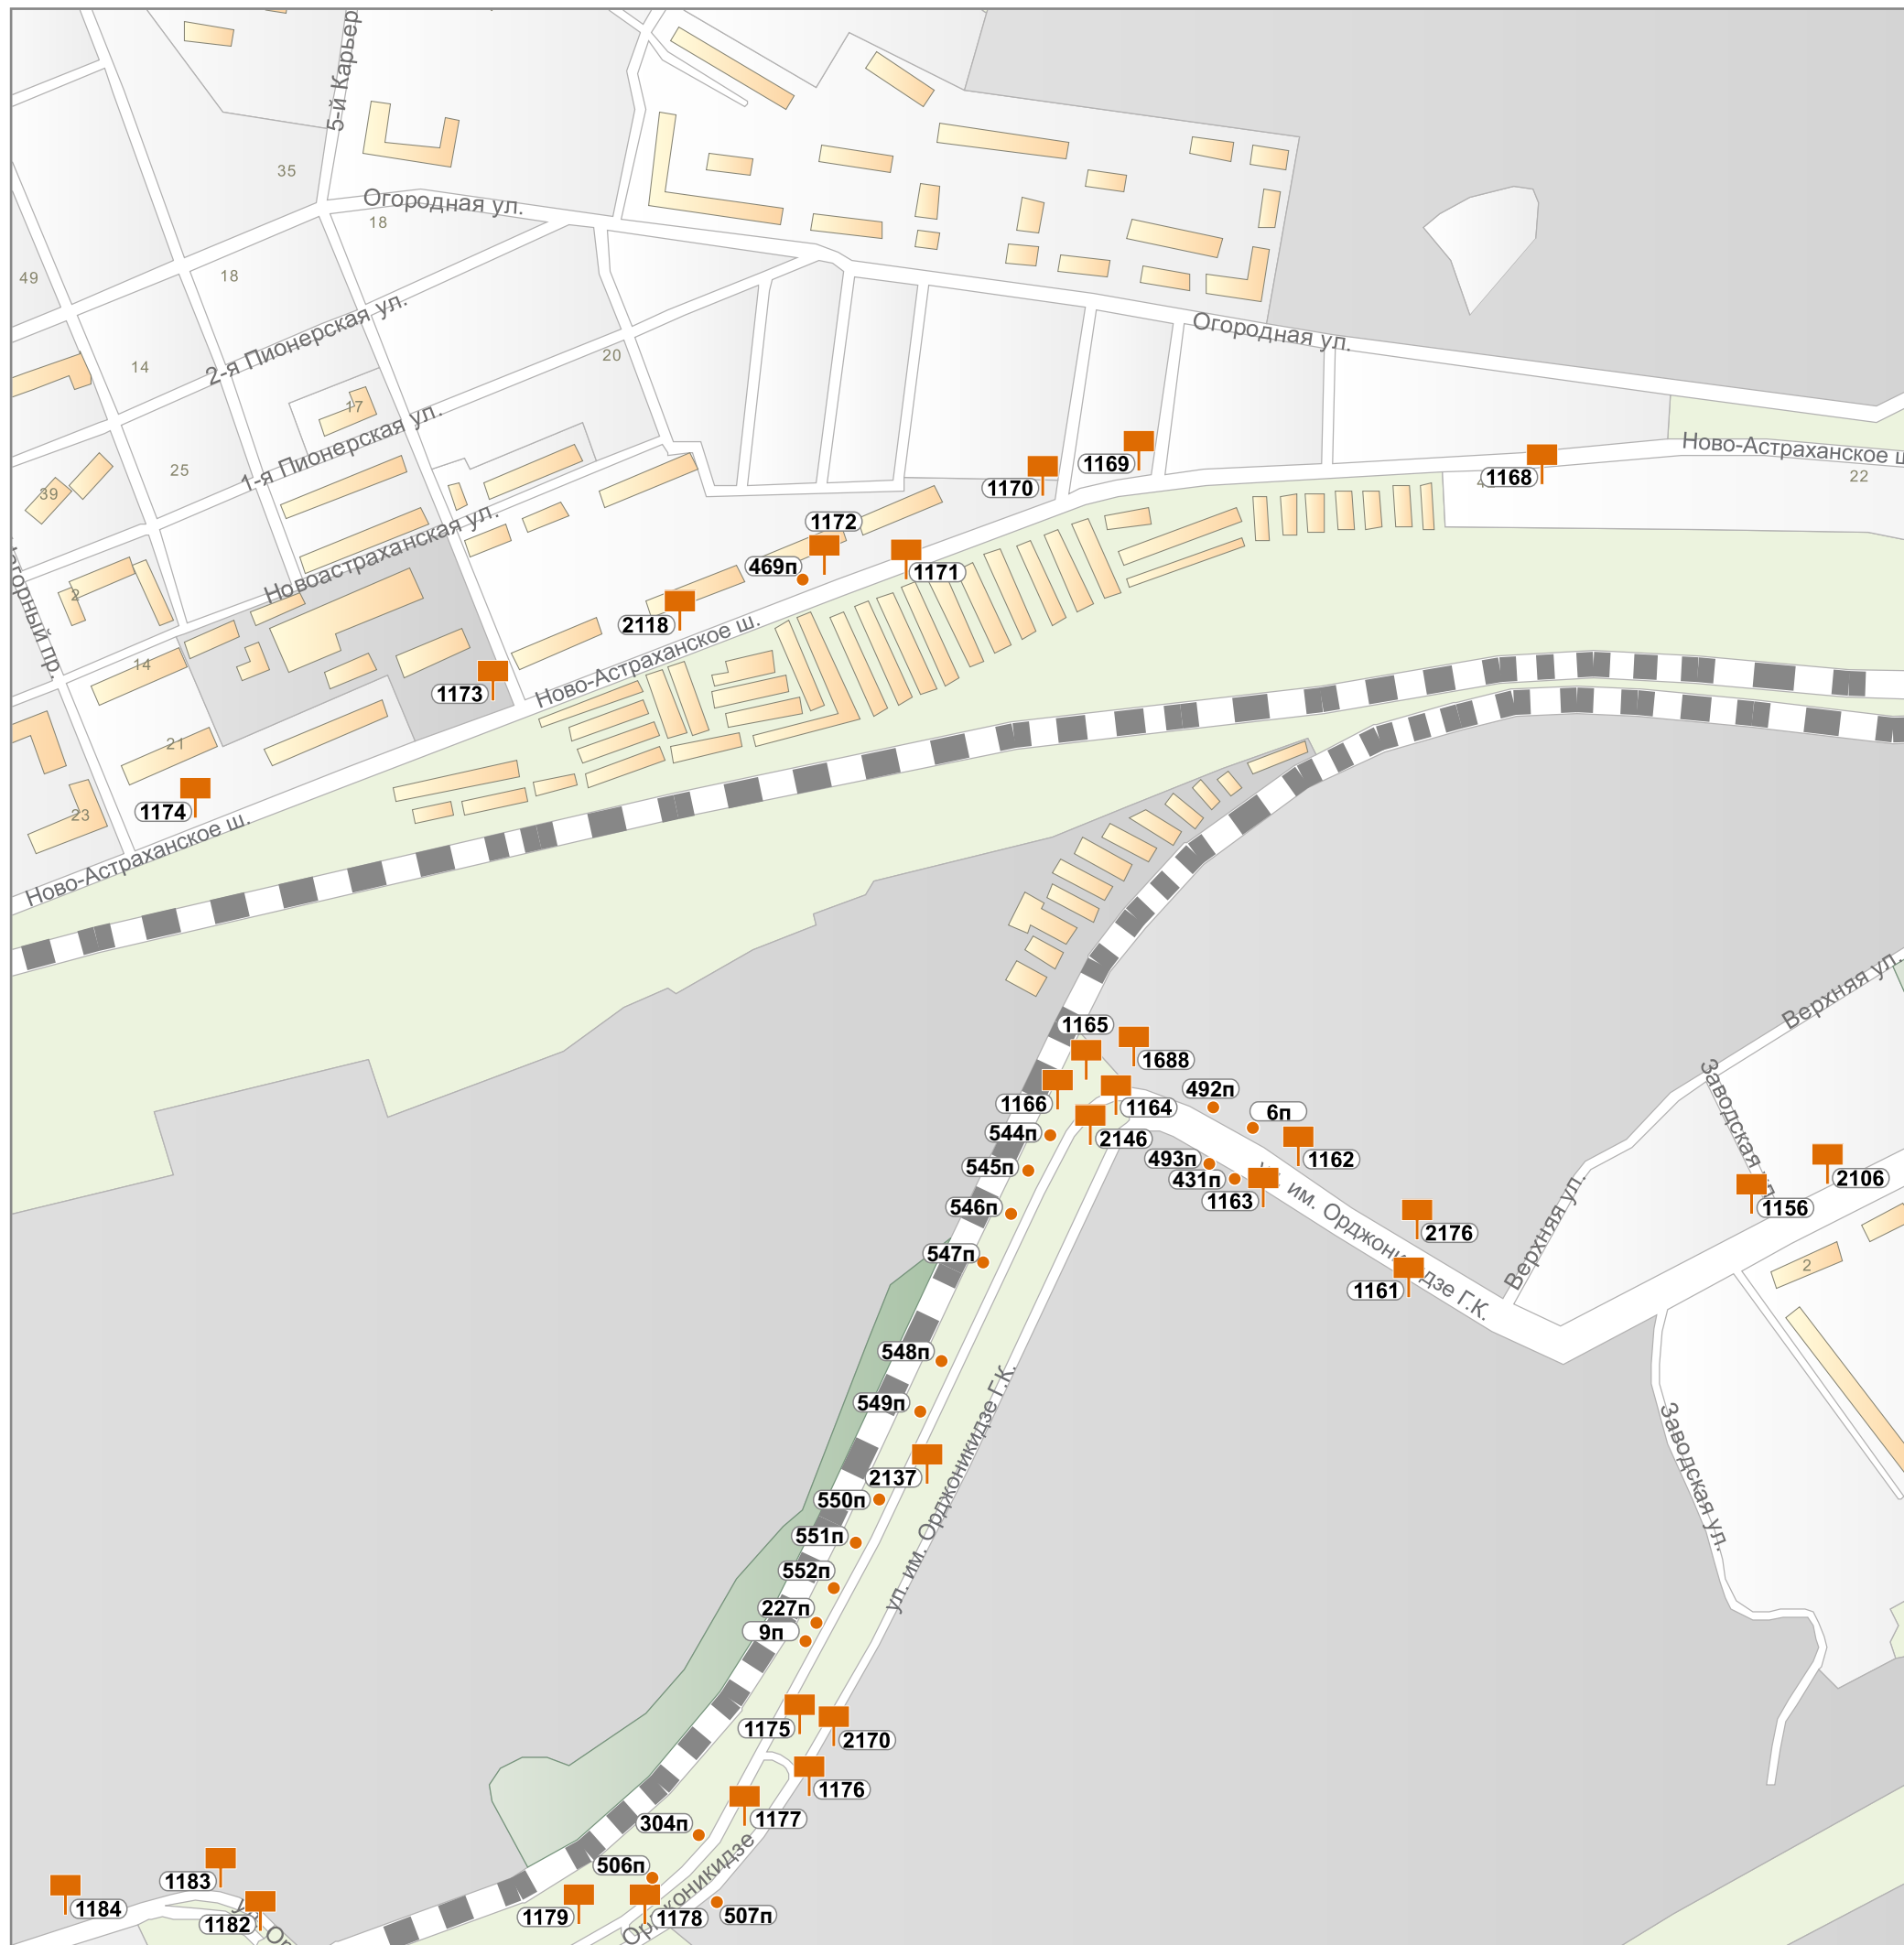 5-й Карьер
35
Огородная ул.
18
49
18
2-я Пионерская ул.
14
20
Огородная ул.
17
1-я Пионерская ул.
25
39
1169
1170
1168
Ново-Астраханское ш
22
Новоастраханская ул.
1172
469п
1171
2
2118
14
1173
Ново-Астраханское ш.
21
23
1174
Ново-Астраханское ш.
Верхняя ул.
1165
1688
1166
1164
492п
6п
544п
2146
493п
1162
545п
431п
1163
Заводская
2106
1156
546п
им. Орджоникидзе Г.К.
2176
Верхняя ул.
547п
1161
2
548п
549п
ул. им. Орджоникидзе Г.К.
Заводская ул.
2137
550п
551п
552п
227п
9п
1175
2170
1176
1177
304п
Орджоникидзе
506п
1183
1184
1182
1179
1178
507п